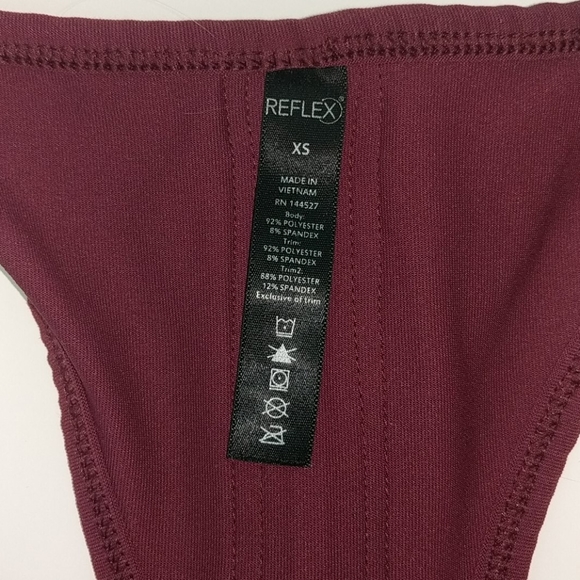 REFLEX®
XS
MADE IN
VIETNAM
RN 144527
Body:
92% POLYESTER
8% SPANDEX
Trim:
92% POLYESTER
8% SPANDEX
Trim2:
88% POLYESTER
12% SPANDEX
Exclusive of trim